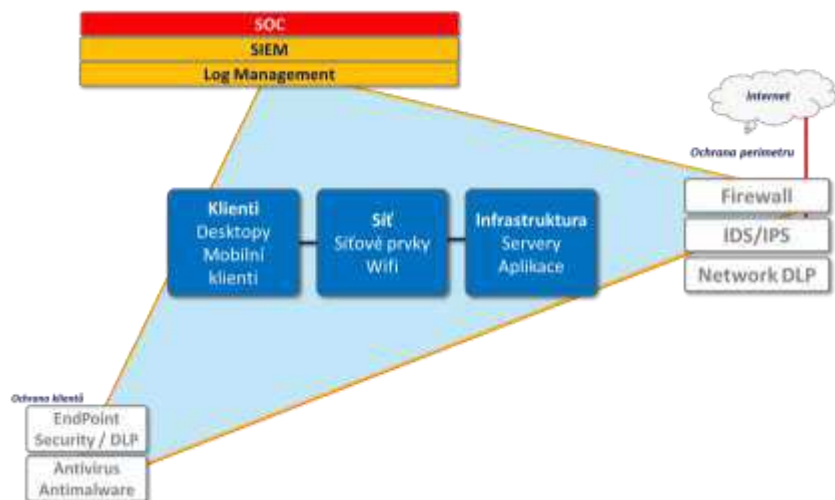 SOC
SIEM
Log Management
Internet
Ochrana perimetru
Firewall
IDS/IPS
Network DLP
Klienti
Desktopy
Mobilní
klienti
Síť
Síťové prvky
Wifi
Infrastruktura
Servery
Aplikace
Ochrana klientů
EndPoint
Security / DLP
Antivirus
Antimalware